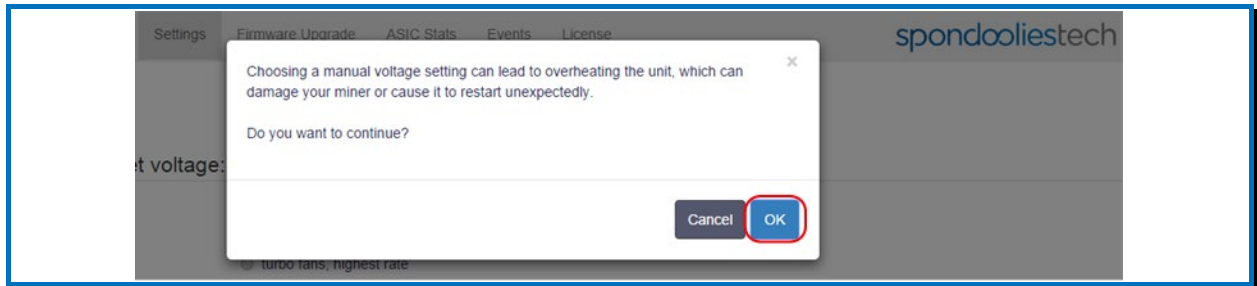 Settings Firmware Upgrade ASIC Stats Events License spondooliestech
Choosing a manual voltage setting can lead to overheating the unit, which can ×
damage your miner or cause it to restart unexpectedly.
Do you want to continue?
t voltage:
Cancel OK
turbo fans, highest rate